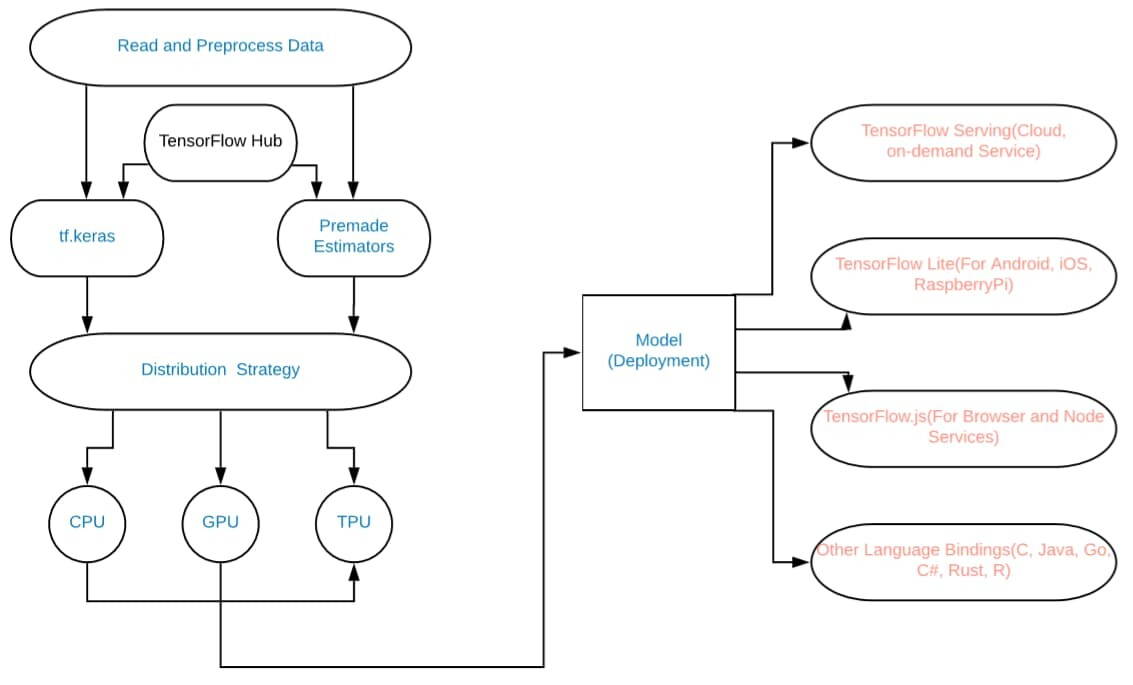 Read and Preprocess Data
TensorFlow Hub
tf.keras
Premade
Estimators
Distribution  Strategy
CPU
GPU
TPU
Model
(Deployment)
TensorFlow Serving(Cloud,
on-demand Service)
TensorFlow Lite(For Android, iOS,
RaspberryPi)
TensorFlow.js(For Browser and Node
Services)
Other Language Bindings(C, Java, Go,
C#, Rust, R)